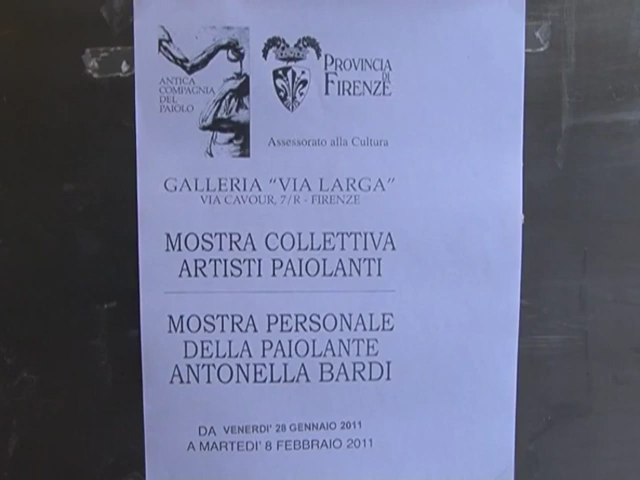 ANTICA
COMPAGNIA
DEL
PAIOLO
PROVINCIA
DI
FIRENZE
Assessorato alla Cultura
GALLERIA "VIA LARGA"
VIA CAVOUR, 7/R - FIRENZE
MOSTRA COLLETTIVA
ARTISTI PAIOLANTI
MOSTRA PERSONALE
DELLA PAIOLANTE
ANTONELLA BARDI
DA VENERDI' 28 GENNAIO 2011
A MARTEDI' 8 FEBBRAIO 2011